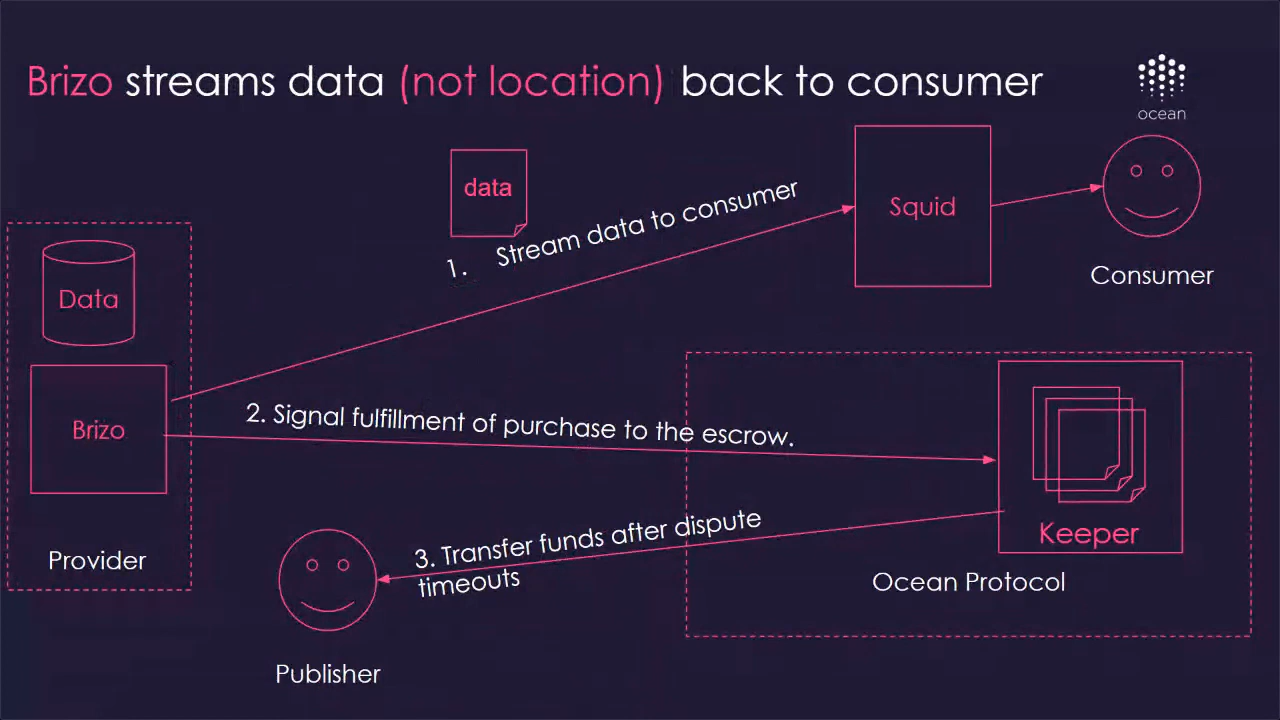 Brizo streams data (not location) back to consumer
ocean
data
1. Stream data to consumer
Squid
Consumer
Data
Brizo
Provider
2. Signal fulfillment of purchase to the escrow.
Keeper
Ocean Protocol
3. Transfer funds after dispute
timeouts
Publisher